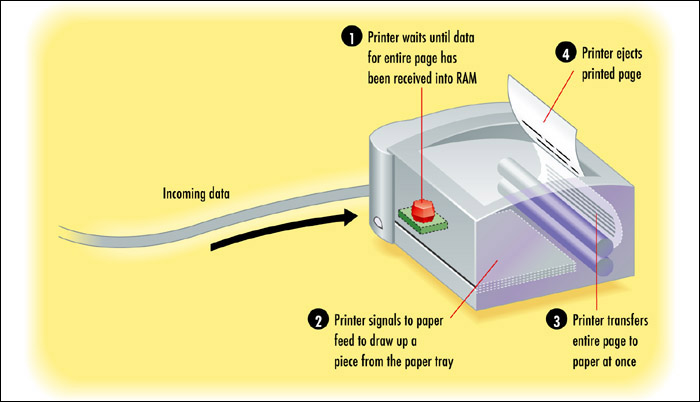 1 Printer waits until data
for entire page has
been received into RAM
4 Printer ejects
printed page
Incoming data
2 Printer signals to paper
feed to draw up a
piece from the paper tray
3 Printer transfers
entire page to
paper at once